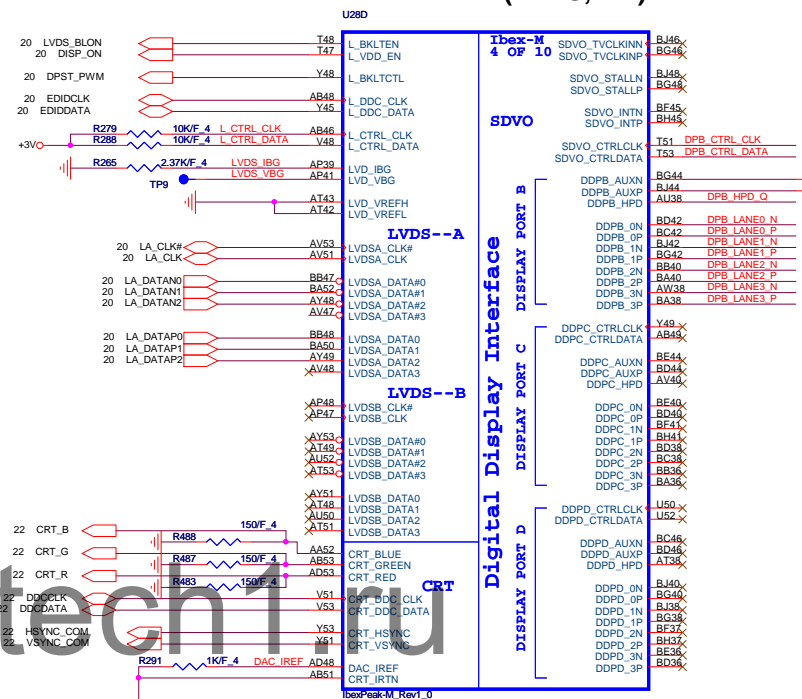 U28D
20 LVDS_BLON T48 L_BKLTEN
20 DISP_ON T47 L_VDD_EN
20 DPST_PWM Y48 L_BKLTCTL
20 EDIDCLK AB48 L_DDC_CLK
20 EDIDDATA Y45 L_DDC_DATA
R279 10K/F_4 L_CTRL_CLK AB46 L_CTRL_CLK
+3V R288 10K/F_4 L_CTRL_DATA V48 L_CTRL_DATA
R265 2.37K/F_4 LVDS_IBG AP39 LVD_IBG
TP9 LVDS_VBG AP41 LVD_VBG
AT43 LVD_VREFH
AT42 LVD_VREFL
LVDS--A
20 LA_CLK# AV53 LVDSA_CLK#
20 LA_CLK AV51 LVDSA_CLK
20 LA_DATAN0 BB47 LVDSA_DATA#0
20 LA_DATAN1 BA52 LVDSA_DATA#1
20 LA_DATAN2 AY48 LVDSA_DATA#2
AV47 LVDSA_DATA#3
20 LA_DATAP0 BB48 LVDSA_DATA0
20 LA_DATAP1 BA50 LVDSA_DATA1
20 LA_DATAP2 AY49 LVDSA_DATA2
AV48 LVDSA_DATA3
LVDS--B
AP48 LVDSB_CLK#
AP47 LVDSB_CLK
AY53 LVDSB_DATA#0
AT49 LVDSB_DATA#1
AU52 LVDSB_DATA#2
AT53 LVDSB_DATA#3
AY51 LVDSB_DATA0
AT48 LVDSB_DATA1
AU50 LVDSB_DATA2
AT51 LVDSB_DATA3
22 CRT_B R488 150/F_4 AA52 CRT_BLUE
22 CRT_G R487 150/F_4 AB53 CRT_GREEN
22 CRT_R R483 150/F_4 AD53 CRT_RED
CRT
22 DDCCLK V51 CRT_DDC_CLK
22 DDCDATA V53 CRT_DDC_DATA
22 HSYNC_COM Y53 CRT_HSYNC
22 VSYNC_COM Y51 CRT_VSYNC
R291 1K/F_4 DAC_IREF AD48 DAC_IREF
AB51 CRT_IRTN
IbexPeak-M_Rev1_0
Digital Display Interface
Ibex-M
4 OF 10
SDVO_TVCLKINN BJ46
SDVO_TVCLKINP BG46
SDVO_STALLN BJ48
SDVO_STALLP BG48
SDVO_INTN BF45
SDVO_INTP BH45
SDVO
SDVO_CTRLCLK T51 DPB_CTRL_CLK
SDVO_CTRLDATA T53 DPB_CTRL_DATA
DISPLAY PORT B
DDPB_AUXN BG44
DDPB_AUXP BJ44
DDPB_HPD AU38 DPB_HPD_Q
DDPB_0N BD42 DPB_LANE0_N
DDPB_0P BC42 DPB_LANE0_P
DDPB_1N BJ42 DPB_LANE1_N
DDPB_1P BG42 DPB_LANE1_P
DDPB_2N BB40 DPB_LANE2_N
DDPB_2P BA40 DPB_LANE2_P
DDPB_3N AW38 DPB_LANE3_N
DDPB_3P BA38 DPB_LANE3_P
DISPLAY PORT C
DDPC_CTRLCLK Y49
DDPC_CTRLDATA AB49
DDPC_AUXN BE44
DDPC_AUXP BD44
DDPC_HPD AV40
DDPC_0N BE40
DDPC_0P BD40
DDPC_1N BF41
DDPC_1P BH41
DDPC_2N BD38
DDPC_2P BC38
DDPC_3N BB36
DDPC_3P BA36
DISPLAY PORT D
DDPD_CTRLCLK U50
DDPD_CTRLDATA U52
DDPD_AUXN BC46
DDPD_AUXP BD46
DDPD_HPD AT38
DDPD_0N BJ40
DDPD_0P BG40
DDPD_1N BJ38
DDPD_1P BG38
DDPD_2N BF37
DDPD_2P BH37
DDPD_3N BE36
DDPD_3P BD36
tech1.ru